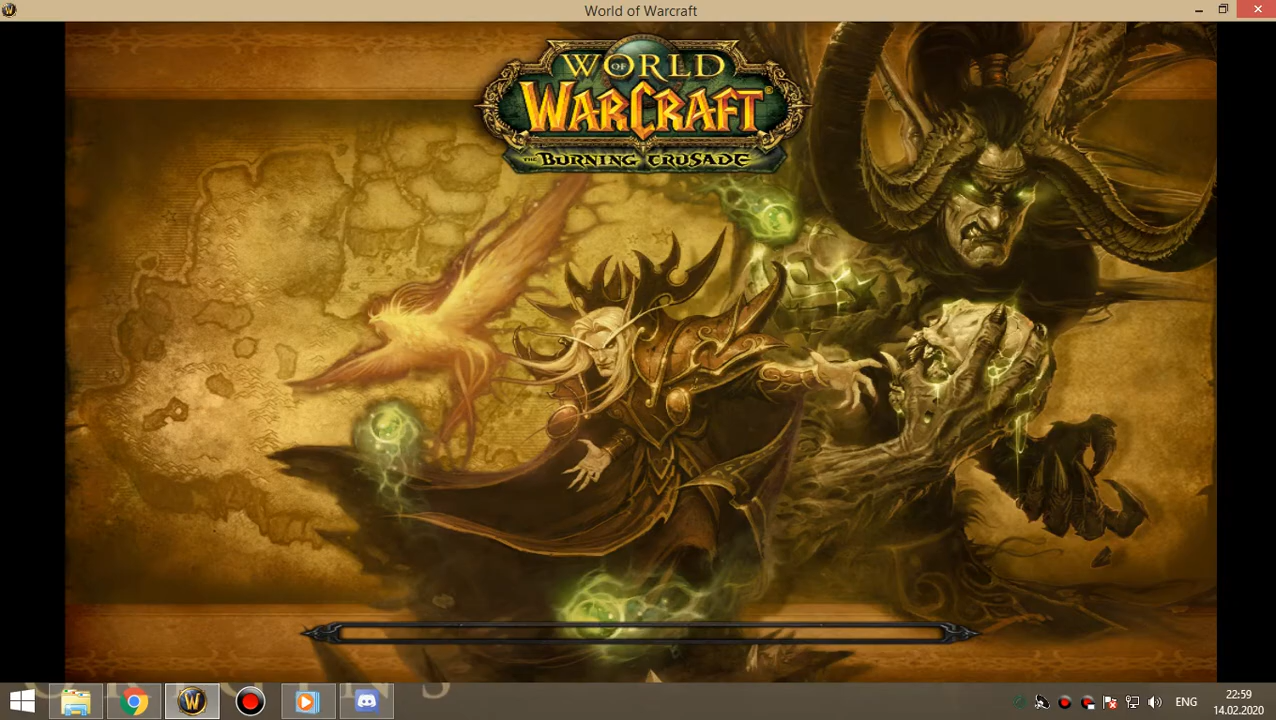 World of Warcraft
WORLD
OF
WARCRAFT®
THE BURNING CRUSADE
ENG
22:59
14.02.2020